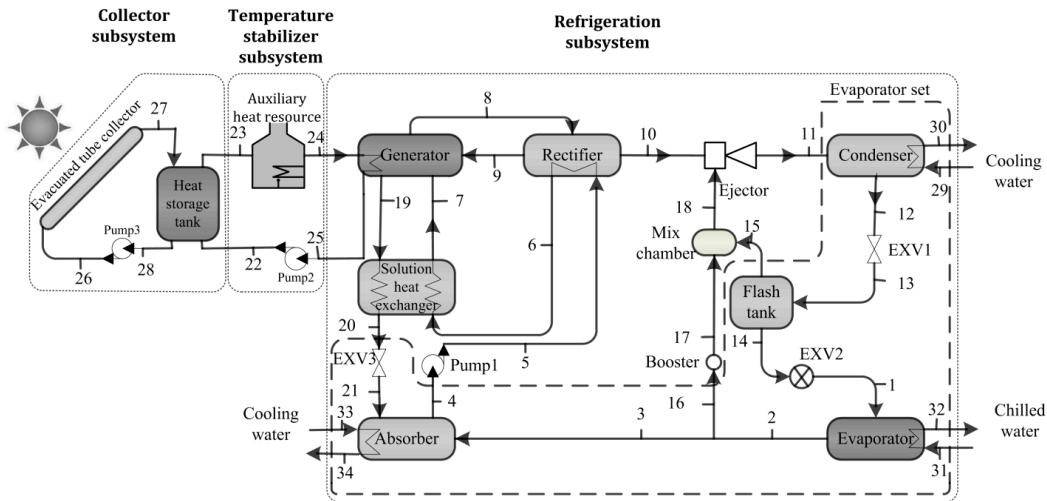 Collector
subsystem
Temperature
stabilizer
subsystem
Refrigeration
subsystem
Evaporator set
27
Evacuated tube collector
Heat
storage
tank
Pump3
26
28
23
Auxiliary
heat resource
24
22
25
Pump2
8
Generator
9
Rectifier
10
19
7
6
Solution
heat
exchanger
20
EXV3
21
Pump1
5
4
Cooling
water
33
34
Absorber
3
Ejector
18
Mix
chamber
15
17
Booster
16
2
11
Condenser
30
29
Cooling
water
12
EXV1
13
Flash
tank
14
EXV2
1
Evaporator
32
31
Chilled
water